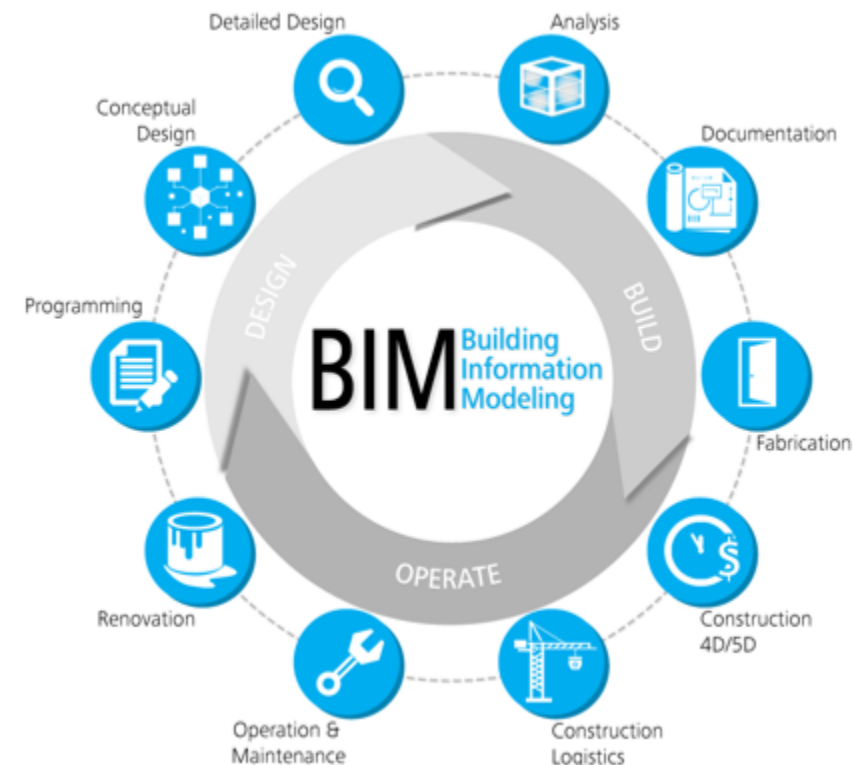 Detailed Design
Analysis
Conceptual
Design
Documentation
Programming
DESIGN
BUILD
BIM
Building
Information
Modeling
Fabrication
Renovation
OPERATE
Construction
4D/5D
Operation &
Maintenance
Construction
Logistics